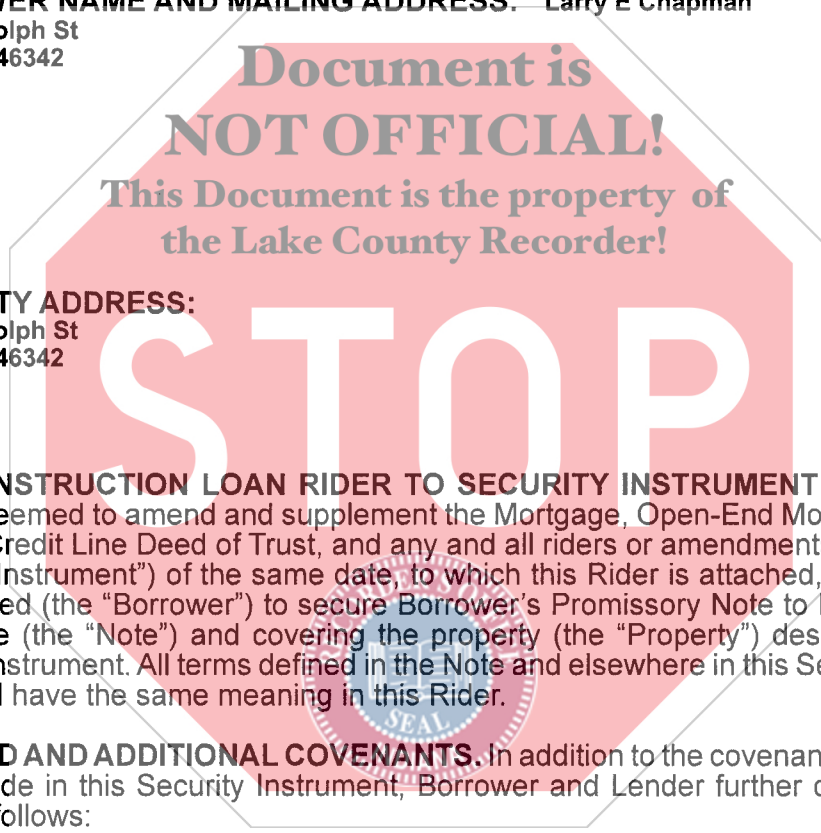 ER NAME AND MAILING ADDRESS: Larry E Chapman
olph St
46342
Document is
NOT OFFICIAL!
This Document is the property of
the Lake County Recorder!
TY ADDRESS:
olph St
46342
STOP
NSTRUCTION LOAN RIDER TO SECURITY INSTRUMENT
eemed to amend and supplement the Mortgage, Open-End Mo
Credit Line Deed of Trust, and any and all riders or amendment
Instrument”) of the same date, to which this Rider is attached,
ed (the “Borrower”) to secure Borrower’s Promissory Note to
e (the “Note”) and covering the property (the “Property”) des
nstrument. All terms defined in the Note and elsewhere in this Se
l have the same meaning in this Rider.
RECORDER'S OFFICE
SEAL
D AND ADDITIONAL COVENANTS. In addition to the covenan
de in this Security Instrument, Borrower and Lender further
follows: